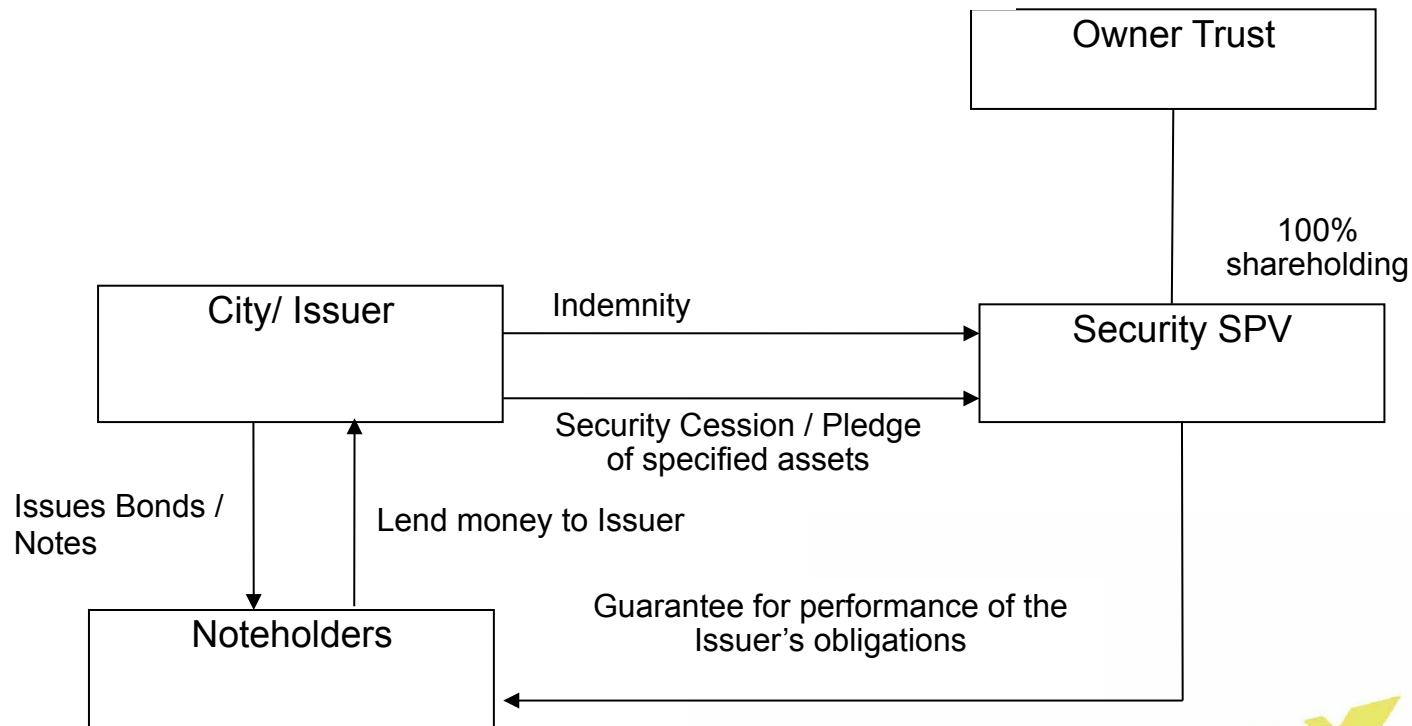 Owner Trust
100%
shareholding
City/ Issuer
Indemnity
Security SPV
Security Cession / Pledge
of specified assets
Issues Bonds /
Notes
Lend money to Issuer
Guarantee for performance of the
Issuer’s obligations
Noteholders